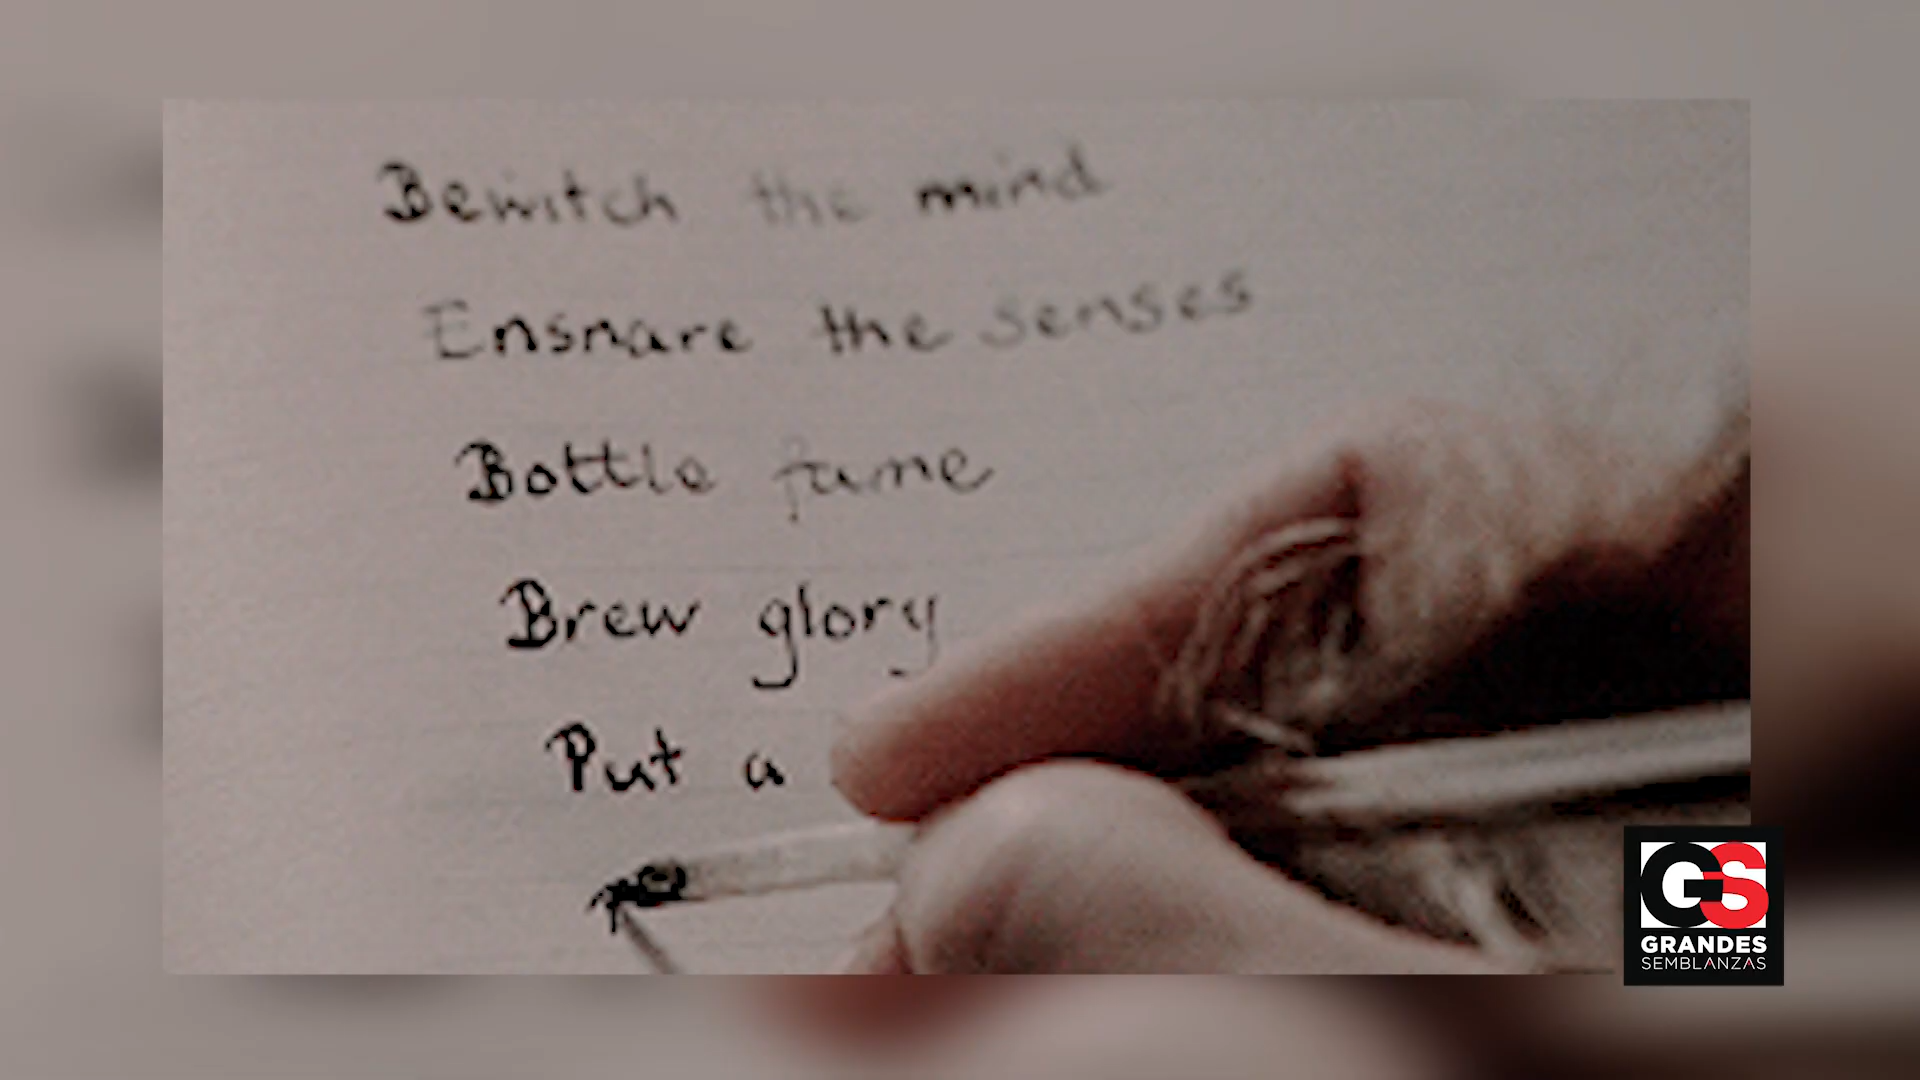 Bewitch the mind
Ensnare the senses
Bottle fame
Brew glory
Put a
GS
GRANDES
SEMBLANZAS